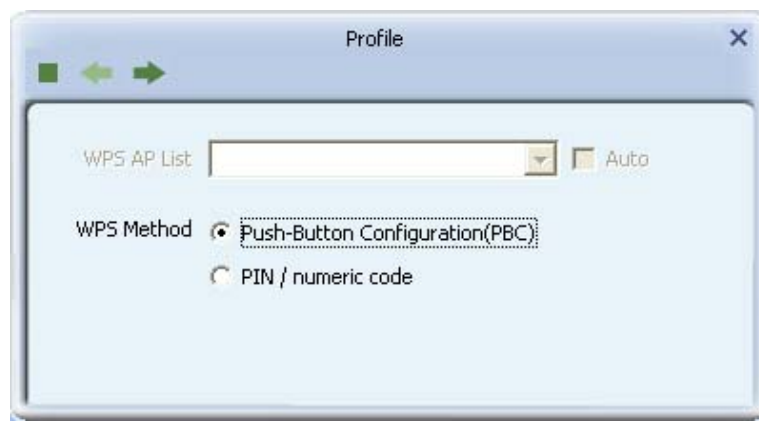 Profile
WPS AP List
Auto
WPS Method
Push-Button Configuration(PBC)
PIN / numeric code